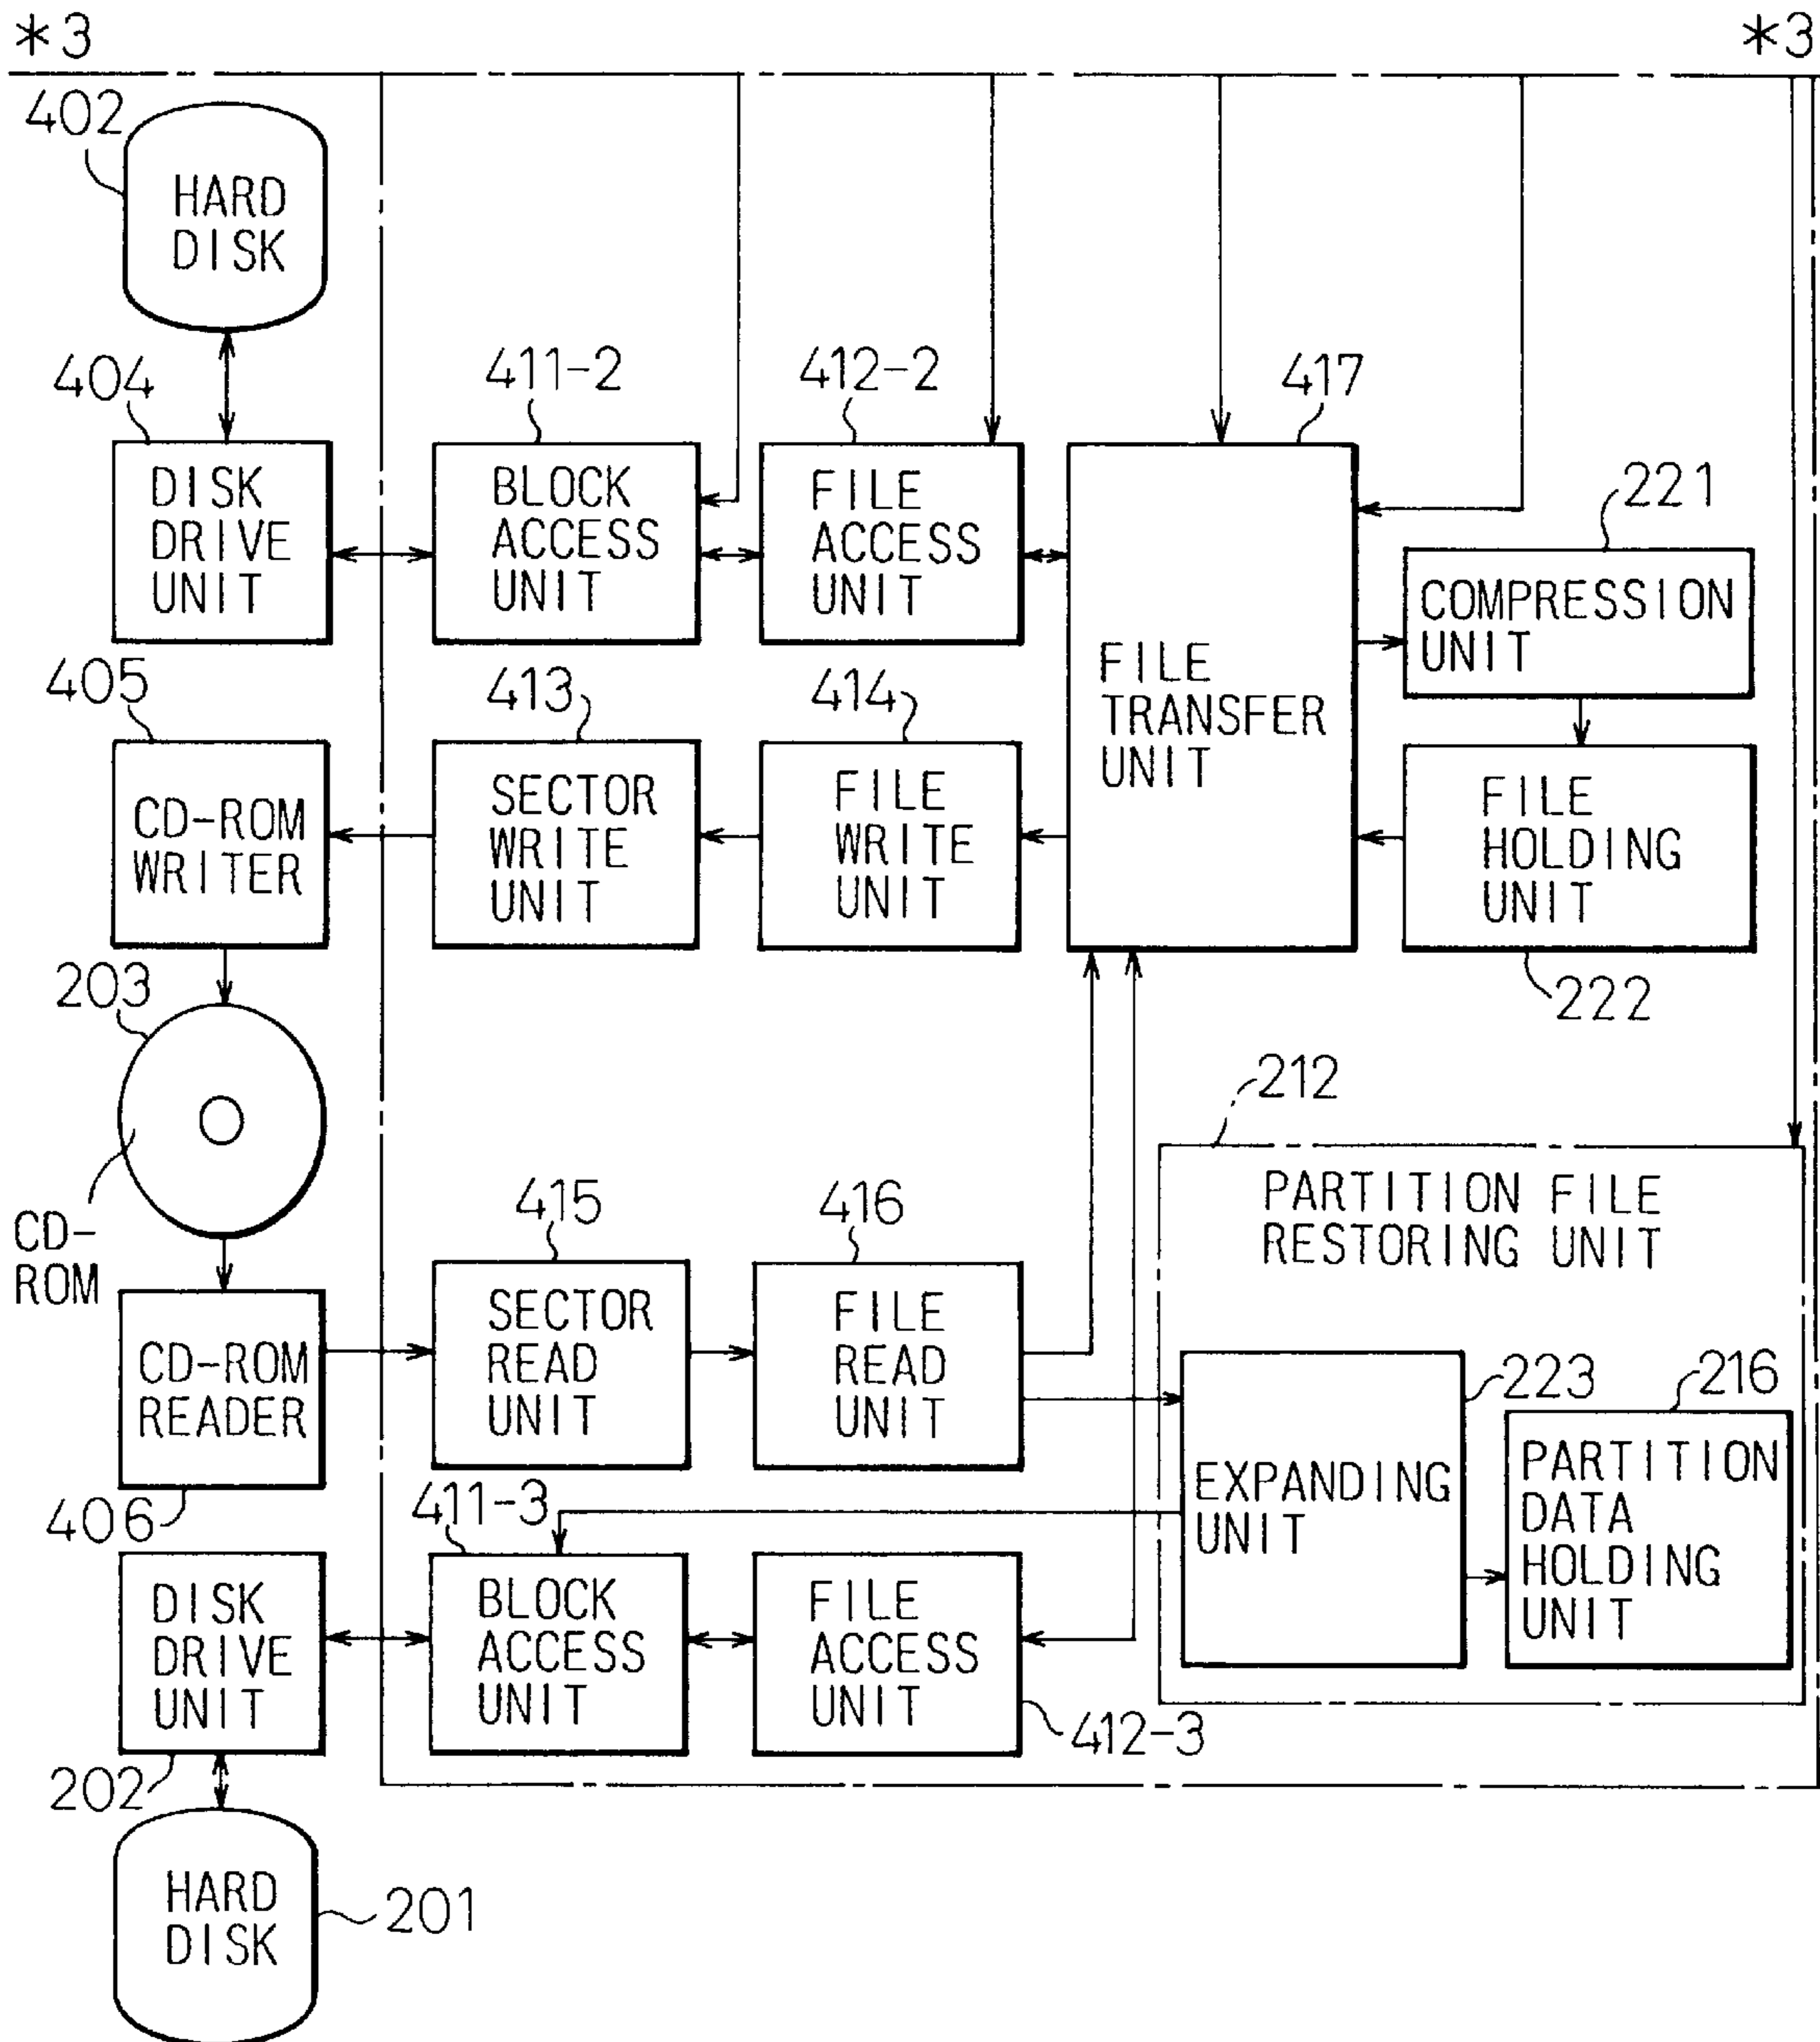 *3
*3
402
HARD
DISK
404
411-2
412-2
417
DISK
DRIVE
UNIT
BLOCK
ACCESS
UNIT
FILE
ACCESS
UNIT
221
COMPRESSION
UNIT
FILE
TRANSFER
UNIT
405
413
414
CD-ROM
WRITER
SECTOR
WRITE
UNIT
FILE
WRITE
UNIT
FILE
HOLDING
UNIT
222
203
CD-
ROM
212
PARTITION FILE
RESTORING UNIT
415
416
CD-ROM
READER
SECTOR
READ
UNIT
FILE
READ
UNIT
223
216
EXPANDING
UNIT
PARTITION
DATA
HOLDING
UNIT
406
411-3
DISK
DRIVE
UNIT
BLOCK
ACCESS
UNIT
FILE
ACCESS
UNIT
412-3
202
HARD
DISK
201